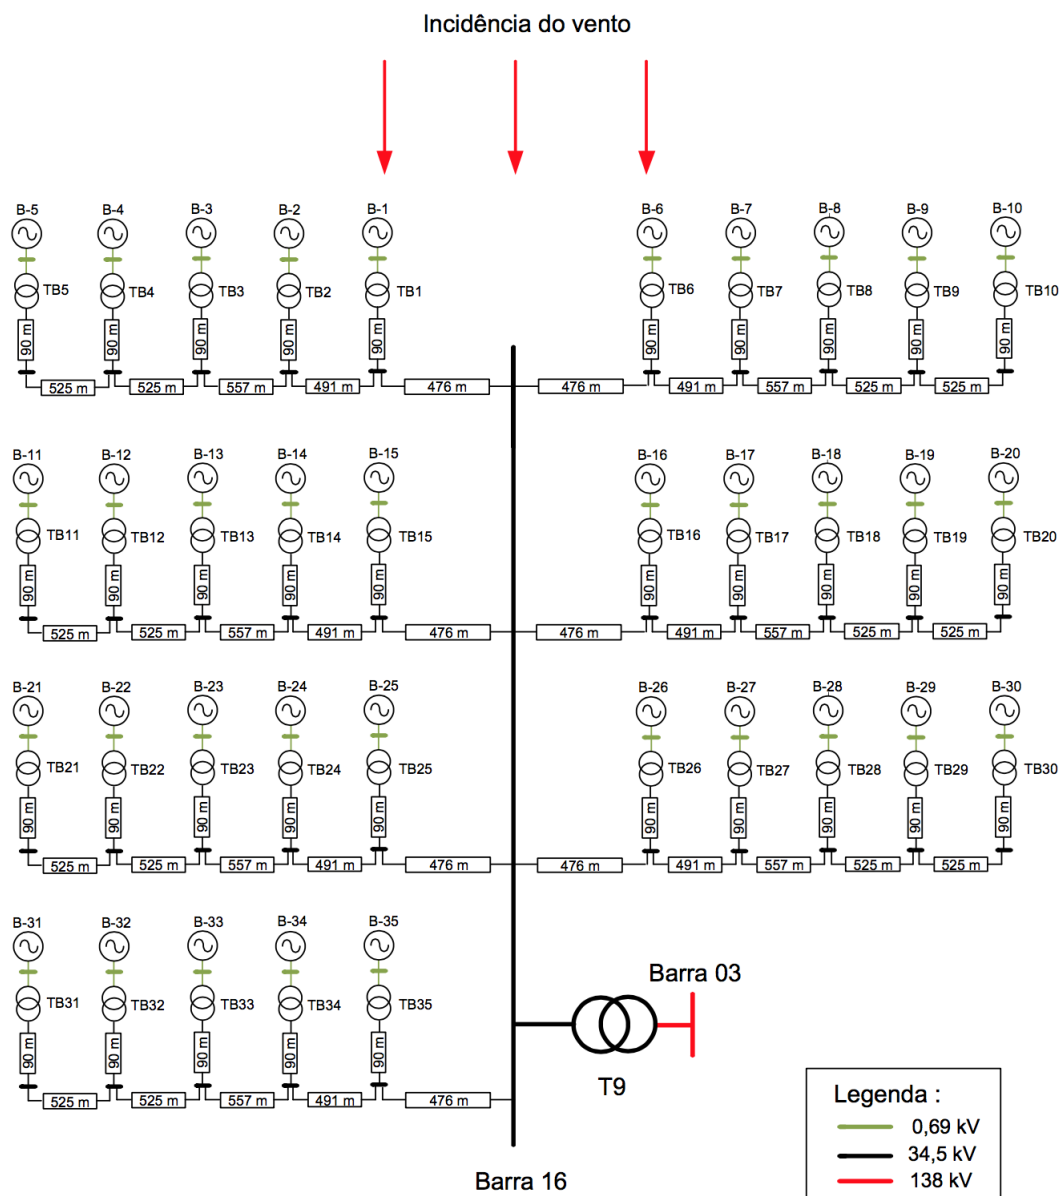 Incidência do vento
B-5 B-4 B-3 B-2 B-1 B-6 B-7 B-8 B-9 B-10
TB5 TB4 TB3 TB2 TB1 TB6 TB7 TB8 TB9 TB10
90 m 90 m 90 m 90 m 90 m 90 m 90 m 90 m 90 m 90 m
525 m 525 m 557 m 491 m 476 m 476 m 491 m 557 m 525 m 525 m
B-11 B-12 B-13 B-14 B-15 B-16 B-17 B-18 B-19 B-20
TB11 TB12 TB13 TB14 TB15 TB16 TB17 TB18 TB19 TB20
90 m 90 m 90 m 90 m 90 m 90 m 90 m 90 m 90 m 90 m
525 m 525 m 557 m 491 m 476 m 476 m 491 m 557 m 525 m 525 m
B-21 B-22 B-23 B-24 B-25 B-26 B-27 B-28 B-29 B-30
TB21 TB22 TB23 TB24 TB25 TB26 TB27 TB28 TB29 TB30
90 m 90 m 90 m 90 m 90 m 90 m 90 m 90 m 90 m 90 m
525 m 525 m 557 m 491 m 476 m 476 m 491 m 557 m 525 m 525 m
B-31 B-32 B-33 B-34 B-35
Barra 03
TB31 TB32 TB33 TB34 TB35
90 m 90 m 90 m 90 m 90 m
T9
525 m 525 m 557 m 491 m 476 m
Legenda :
0,69 kV
34,5 kV
138 kV
Barra 16